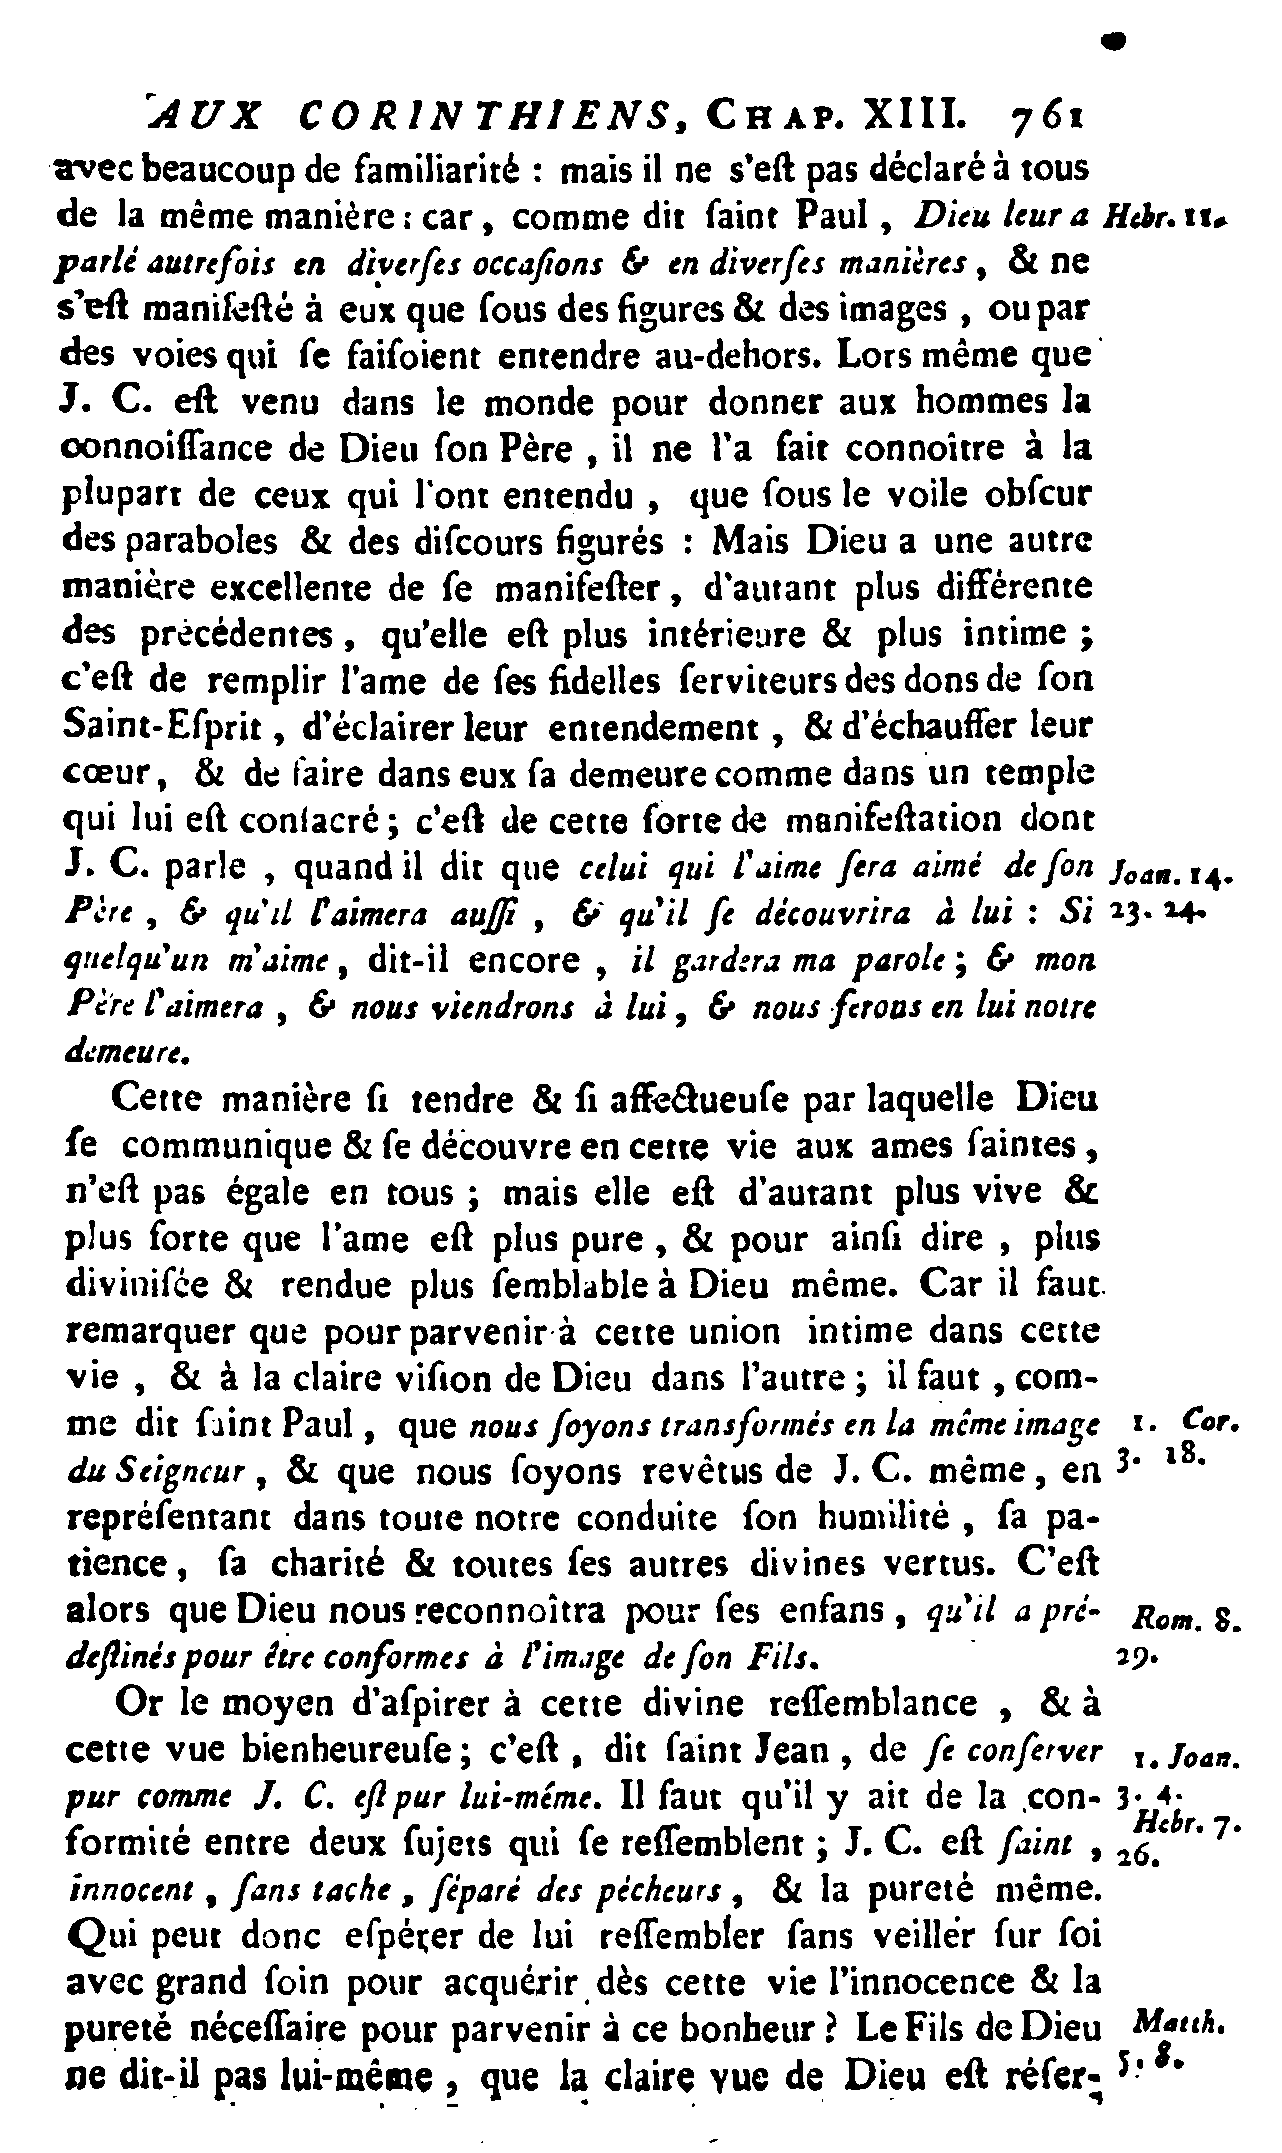 AUX CORINTHIENS, CHAP. XIII. 761
avec beaucoup de familiarité : mais il ne s'eſt pas déclaré à tous
de la même manière : car, comme dit ſaint Paul, Dieu leur a Hebr. 11.
parlé autrefois en diverſes occaſions & en diverſes manières, & ne
s'eſt manifeſté à eux que ſous des figures & des images, ou par
des voies qui ſe faiſoient entendre au-dehors. Lors même que
J. C. eſt venu dans le monde pour donner aux hommes la
connoiſſance de Dieu ſon Père, il ne l'a fait connoître à la
plupart de ceux qui l'ont entendu, que ſous le voile obſcur
des paraboles & des diſcours figurés : Mais Dieu a une autre
manière excellente de ſe manifeſter, d'autant plus différente
des précédentes, qu'elle eſt plus intérieure & plus intime ;
c'eſt de remplir l'ame de ſes fidelles ſerviteurs des dons de ſon
Saint-Eſprit, d'éclairer leur entendement, & d'échauffer leur
cœur, & de faire dans eux ſa demeure comme dans un temple
qui lui eſt conſacré ; c'eſt de cette ſorte de manifeſtation dont
J. C. parle, quand il dit que celui qui l'aime ſera aimé de ſon Joan. 14.
Père, & qu'il l'aimera auſſi, & qu'il ſe découvrira à lui : Si 23. 24.
quelqu'un m'aime, dit-il encore, il gardera ma parole ; & mon
Père l'aimera, & nous viendrons à lui, & nous ferons en lui notre
demeure.
Cette manière ſi tendre & ſi affectueuſe par laquelle Dieu
ſe communique & ſe découvre en cette vie aux ames ſaintes,
n'eſt pas égale en tous ; mais elle eſt d'autant plus vive &
plus forte que l'ame eſt plus pure, & pour ainſi dire, plus
diviniſée & rendue plus ſemblable à Dieu même. Car il faut
remarquer que pour parvenir à cette union intime dans cette
vie, & à la claire viſion de Dieu dans l'autre ; il faut, com-
me dit ſaint Paul, que nous ſoyons transformés en la même image 1. Cor.
du Seigneur, & que nous ſoyons revêtus de J. C. même, en 3. 18.
repréſentant dans toute notre conduite ſon humilité, ſa pa-
tience, ſa charité & toutes ſes autres divines vertus. C'eſt
alors que Dieu nous reconnoîtra pour ſes enfans, qu'il a pré- Rom. 8.
deſtinés pour être conformes à l'image de ſon Fils. 29.
Or le moyen d'aſpirer à cette divine reſſemblance, & à
cette vue bienheureuſe ; c'eſt, dit ſaint Jean, de ſe conſerver 1. Joan.
pur comme J. C. eſt pur lui-même. Il faut qu'il y ait de la con- 3. 4.
formité entre deux ſujets qui ſe reſſemblent ; J. C. eſt ſaint, Hebr. 7. 26.
innocent, ſans tache, ſéparé des pécheurs, & la pureté même.
Qui peut donc eſpérer de lui reſſembler ſans veiller ſur ſoi
avec grand ſoin pour acquérir dès cette vie l'innocence & la
pureté néceſſaire pour parvenir à ce bonheur ? Le Fils de Dieu Matth.
ne dit-il pas lui-même, que la claire vue de Dieu eſt réſer- 5. 8.